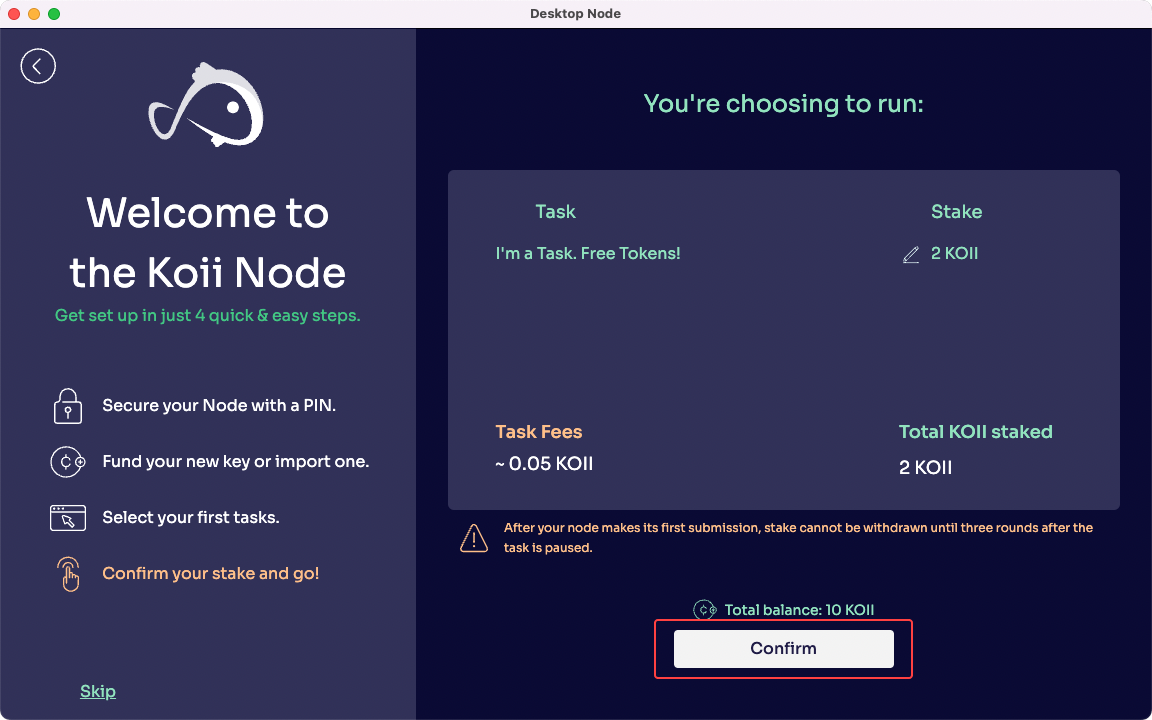 Desktop Node
Welcome to
the Koii Node
Get set up in just 4 quick & easy steps.
Secure your Node with a PIN.
Fund your new key or import one.
Select your first tasks.
Confirm your stake and go!
Skip
You're choosing to run:
Task Stake
I'm a Task. Free Tokens! 2 KOII
Task Fees Total KOII staked
~ 0.05 KOII 2 KOII
After your node makes its first submission, stake cannot be withdrawn until three rounds after the
task is paused.
Total balance: 10 KOII
Confirm